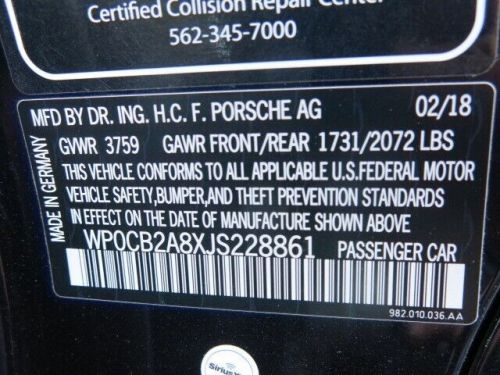 Certified Collision Repair Center
562-345-7000
MFD BY DR. ING. H.C. F. PORSCHE AG 02/18
GVWR 3759 GAWR FRONT/REAR 1731/2072 LBS
THIS VEHICLE CONFORMS TO ALL APPLICABLE U.S.FEDERAL MOTOR
VEHICLE SAFETY,BUMPER,AND THEFT PREVENTION STANDARDS
IN EFFECT ON THE DATE OF MANUFACTURE SHOWN ABOVE
WP0CB2A8XJS228861 PASSENGER CAR
MADE IN GERMANY
982.010.036.AA